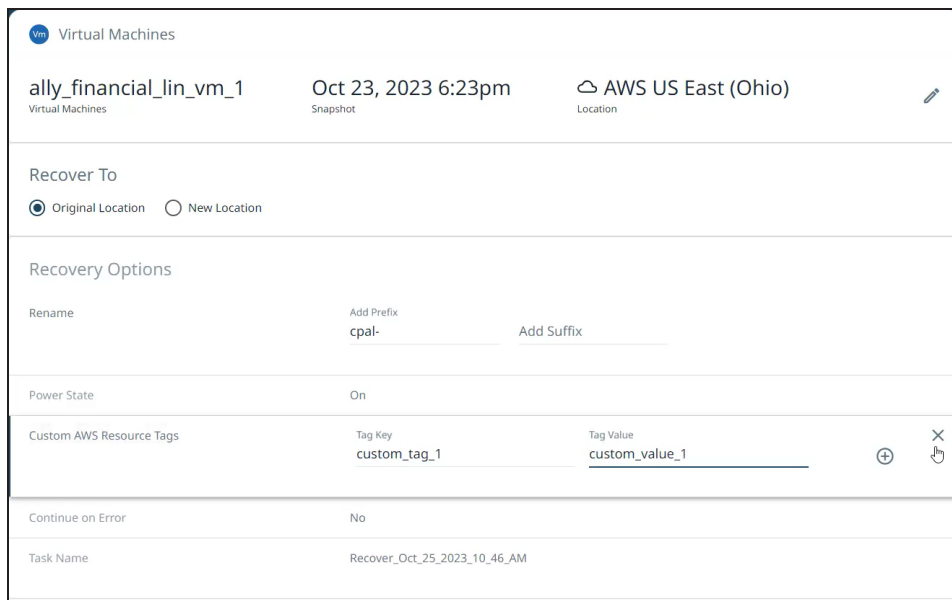 Vm Virtual Machines
ally_financial_lin_vm_1 Oct 23, 2023 6:23pm AWS US East (Ohio)
Virtual Machines Snapshot Location
Recover To
Original Location New Location
Recovery Options
Rename
Add Prefix
cpal- Add Suffix
Power State On
Custom AWS Resource Tags Tag Key Tag Value
custom_tag_1 custom_value_1
Continue on Error No
Task Name Recover_Oct_25_2023_10_46_AM